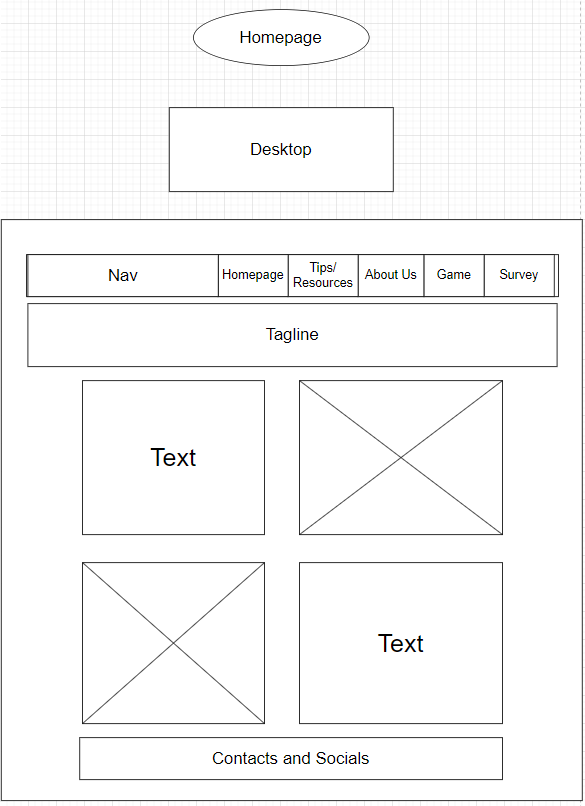 Homepage
Desktop
Nav
Homepage
Tips/
Resources
About Us
Game
Survey
Tagline
Text
Text
Contacts and Socials